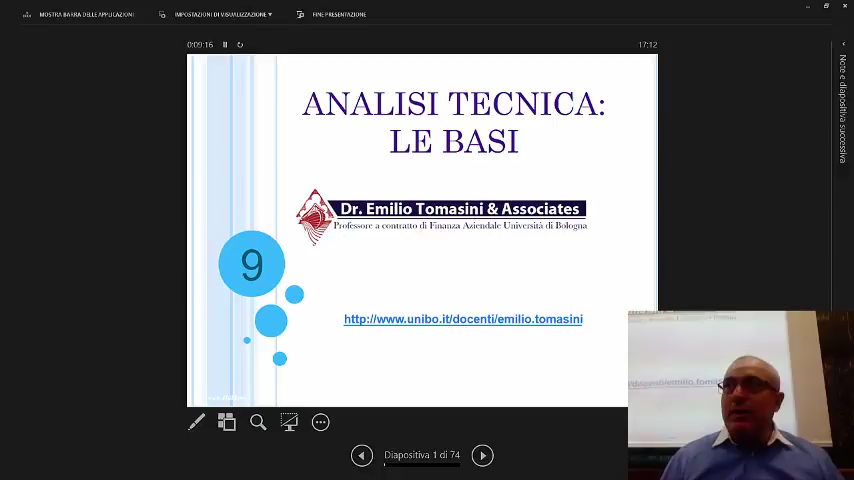 MOSTRA BARRA DELLE APPLICAZIONI
IMPOSTAZIONI DI VISUALIZZAZIONE
FINE PRESENTAZIONE
0:09:16
17:12
Note e diapositiva successiva
ANALISI TECNICA:
LE BASI
Dr. Emilio Tomasini & Associates
Professore a contratto di Finanza Aziendale Università di Bologna
9
http://www.unibo.it/docenti/emilio.tomasini
Diapositiva 1 di 74